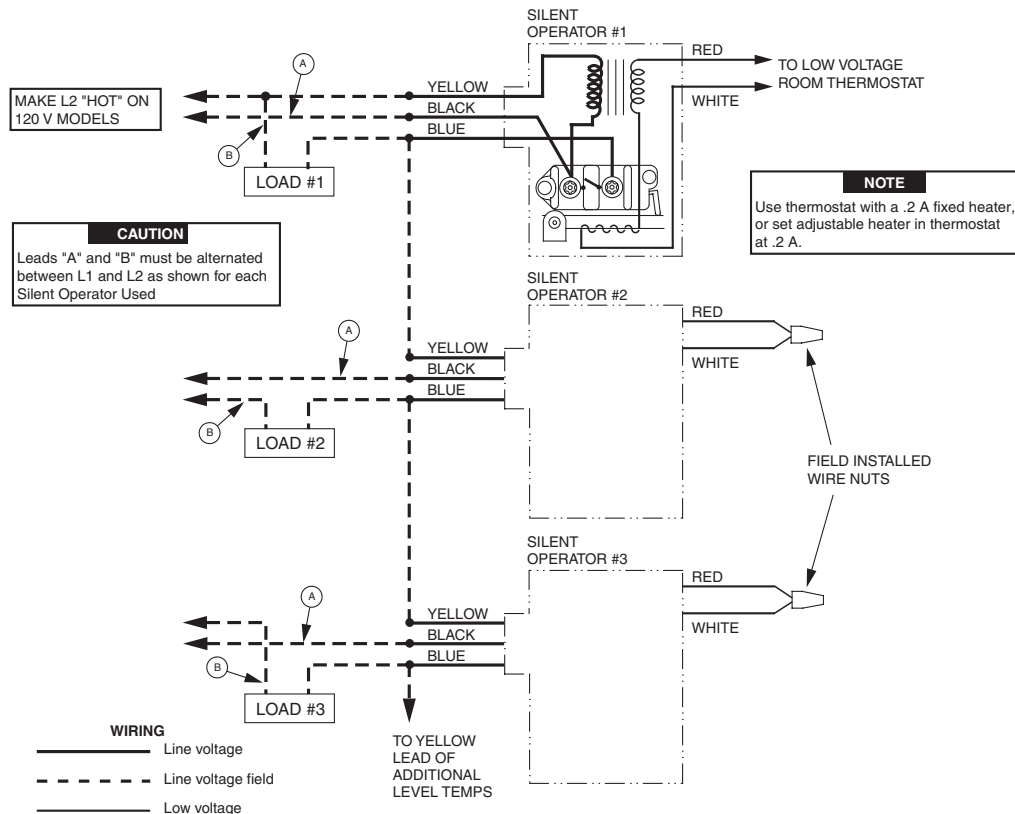 SILENT
OPERATOR #1
RED
TO LOW VOLTAGE
ROOM THERMOSTAT
WHITE
A
YELLOW
BLACK
BLUE
MAKE L2 "HOT" ON
120 V MODELS
B
LOAD #1
NOTE
Use thermostat with a .2 A fixed heater,
or set adjustable heater in thermostat
at .2 A.
CAUTION
Leads "A" and "B" must be alternated
between L1 and L2 as shown for each
Silent Operator Used
SILENT
OPERATOR #2
RED
WHITE
A
YELLOW
BLACK
BLUE
B
LOAD #2
FIELD INSTALLED
WIRE NUTS
SILENT
OPERATOR #3
RED
WHITE
A
YELLOW
BLACK
BLUE
B
LOAD #3
TO YELLOW
LEAD OF
ADDITIONAL
LEVEL TEMPS
WIRING
Line voltage
Line voltage field
Low voltage